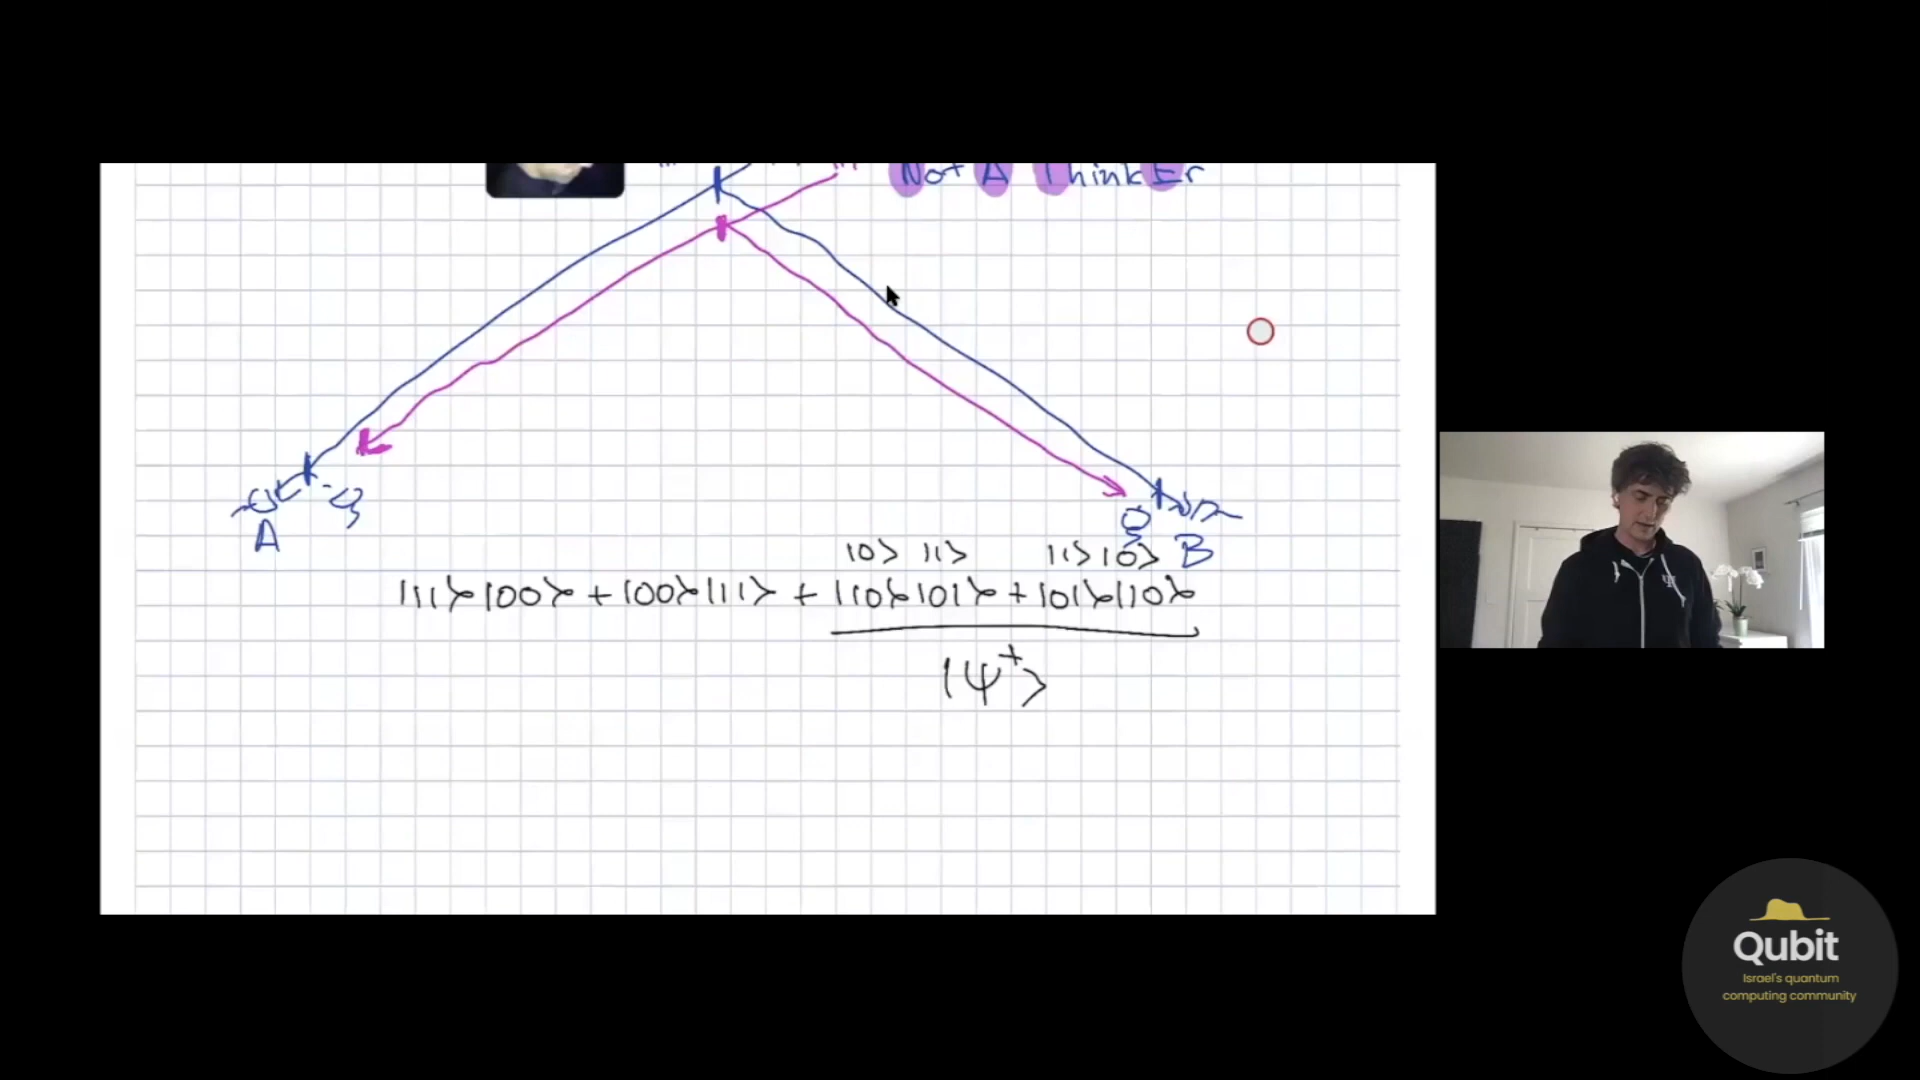 Not A ThinkEr
A
B
|0> |1> |1> |0>
|11>|00> + |00>|11> + |10>|01> + |01>|10>
|ψ⁺>
Qubit
Israel's quantum
computing community